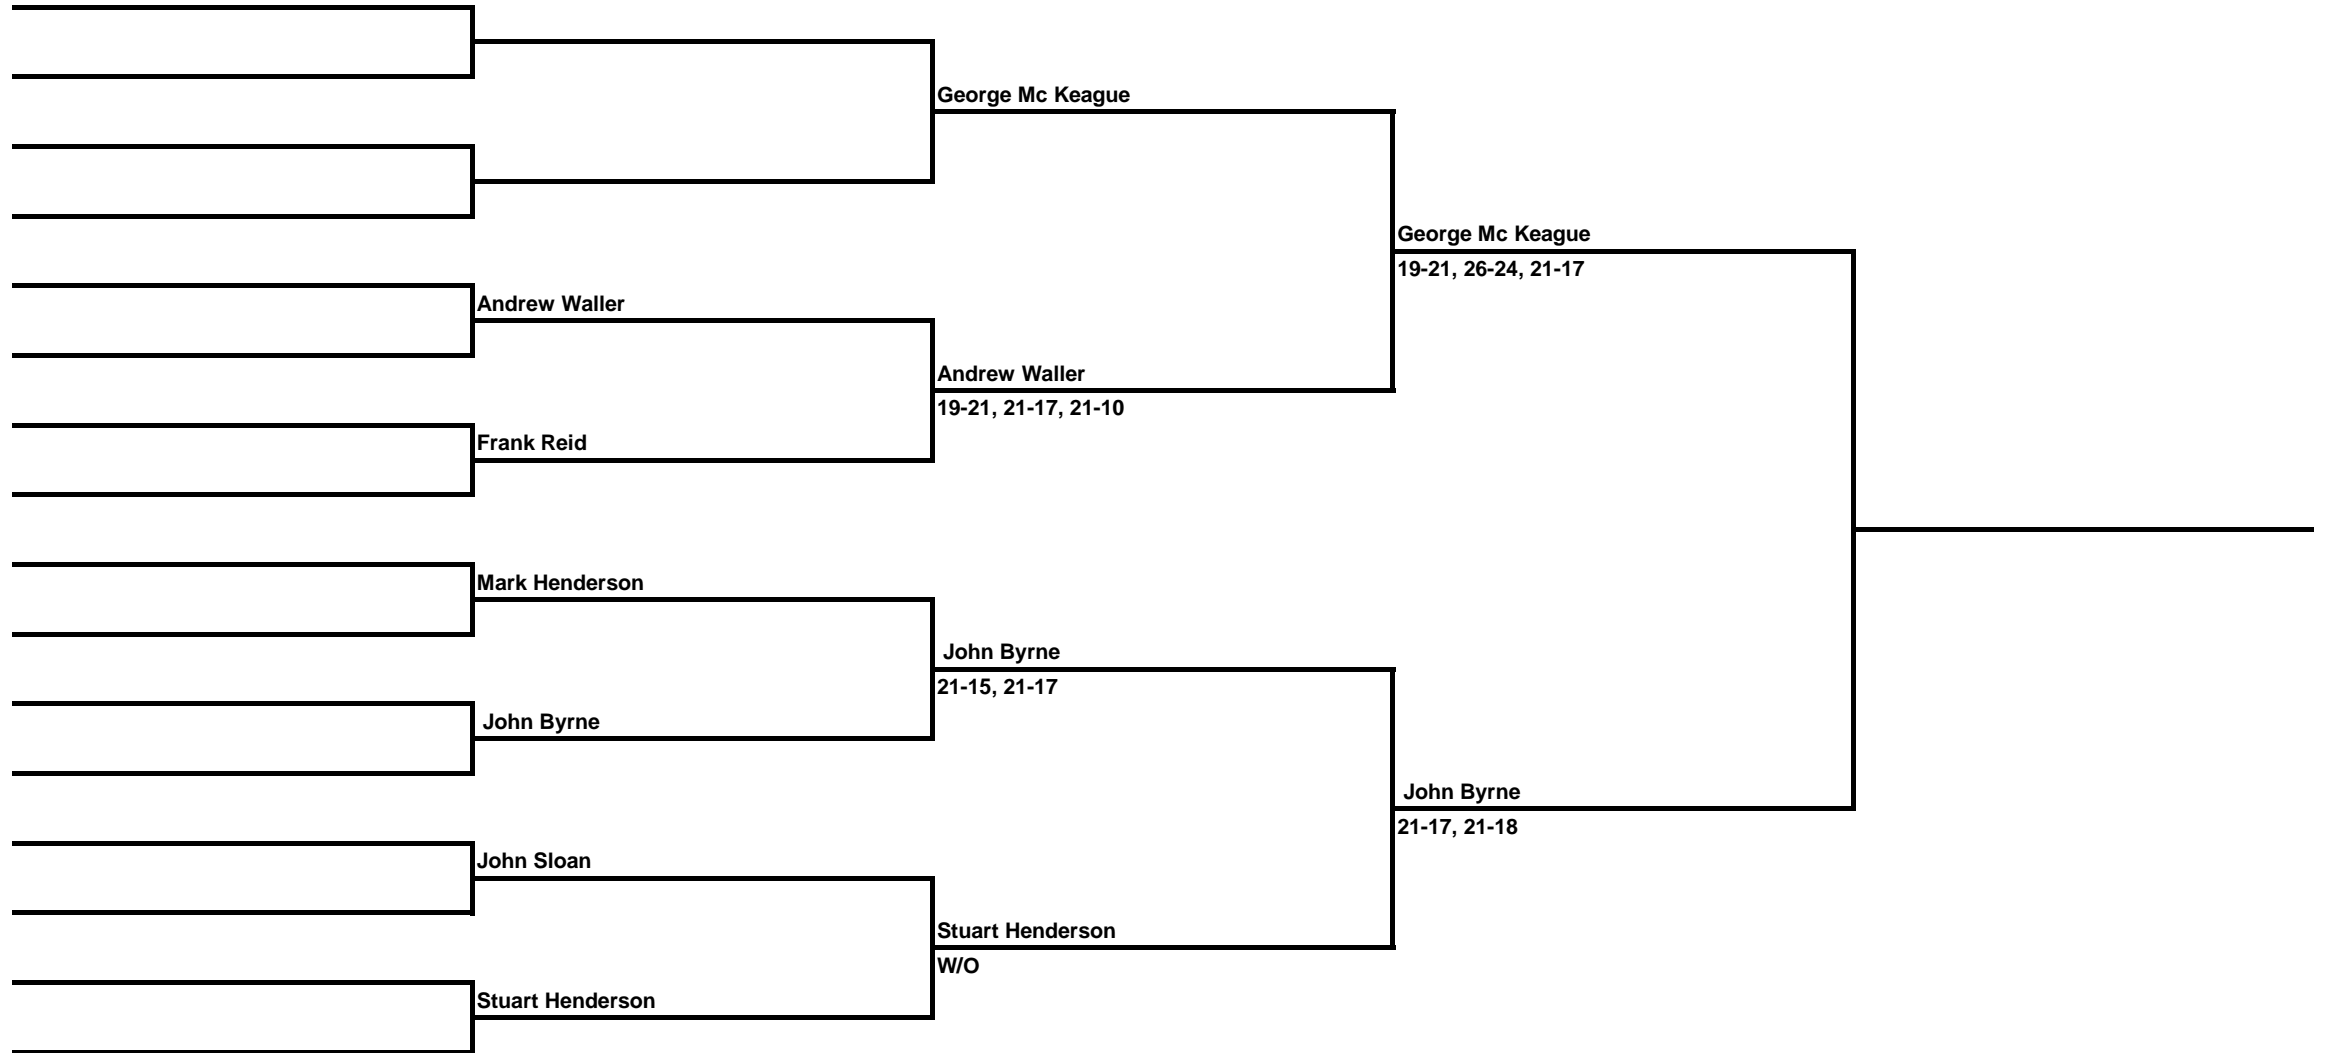 George Mc Keague
George Mc Keague
19-21, 26-24, 21-17
Andrew Waller
Andrew Waller
19-21, 21-17, 21-10
Frank Reid
Mark Henderson
John Byrne
21-15, 21-17
John Byrne
John Byrne
21-17, 21-18
John Sloan
Stuart Henderson
W/O
Stuart Henderson